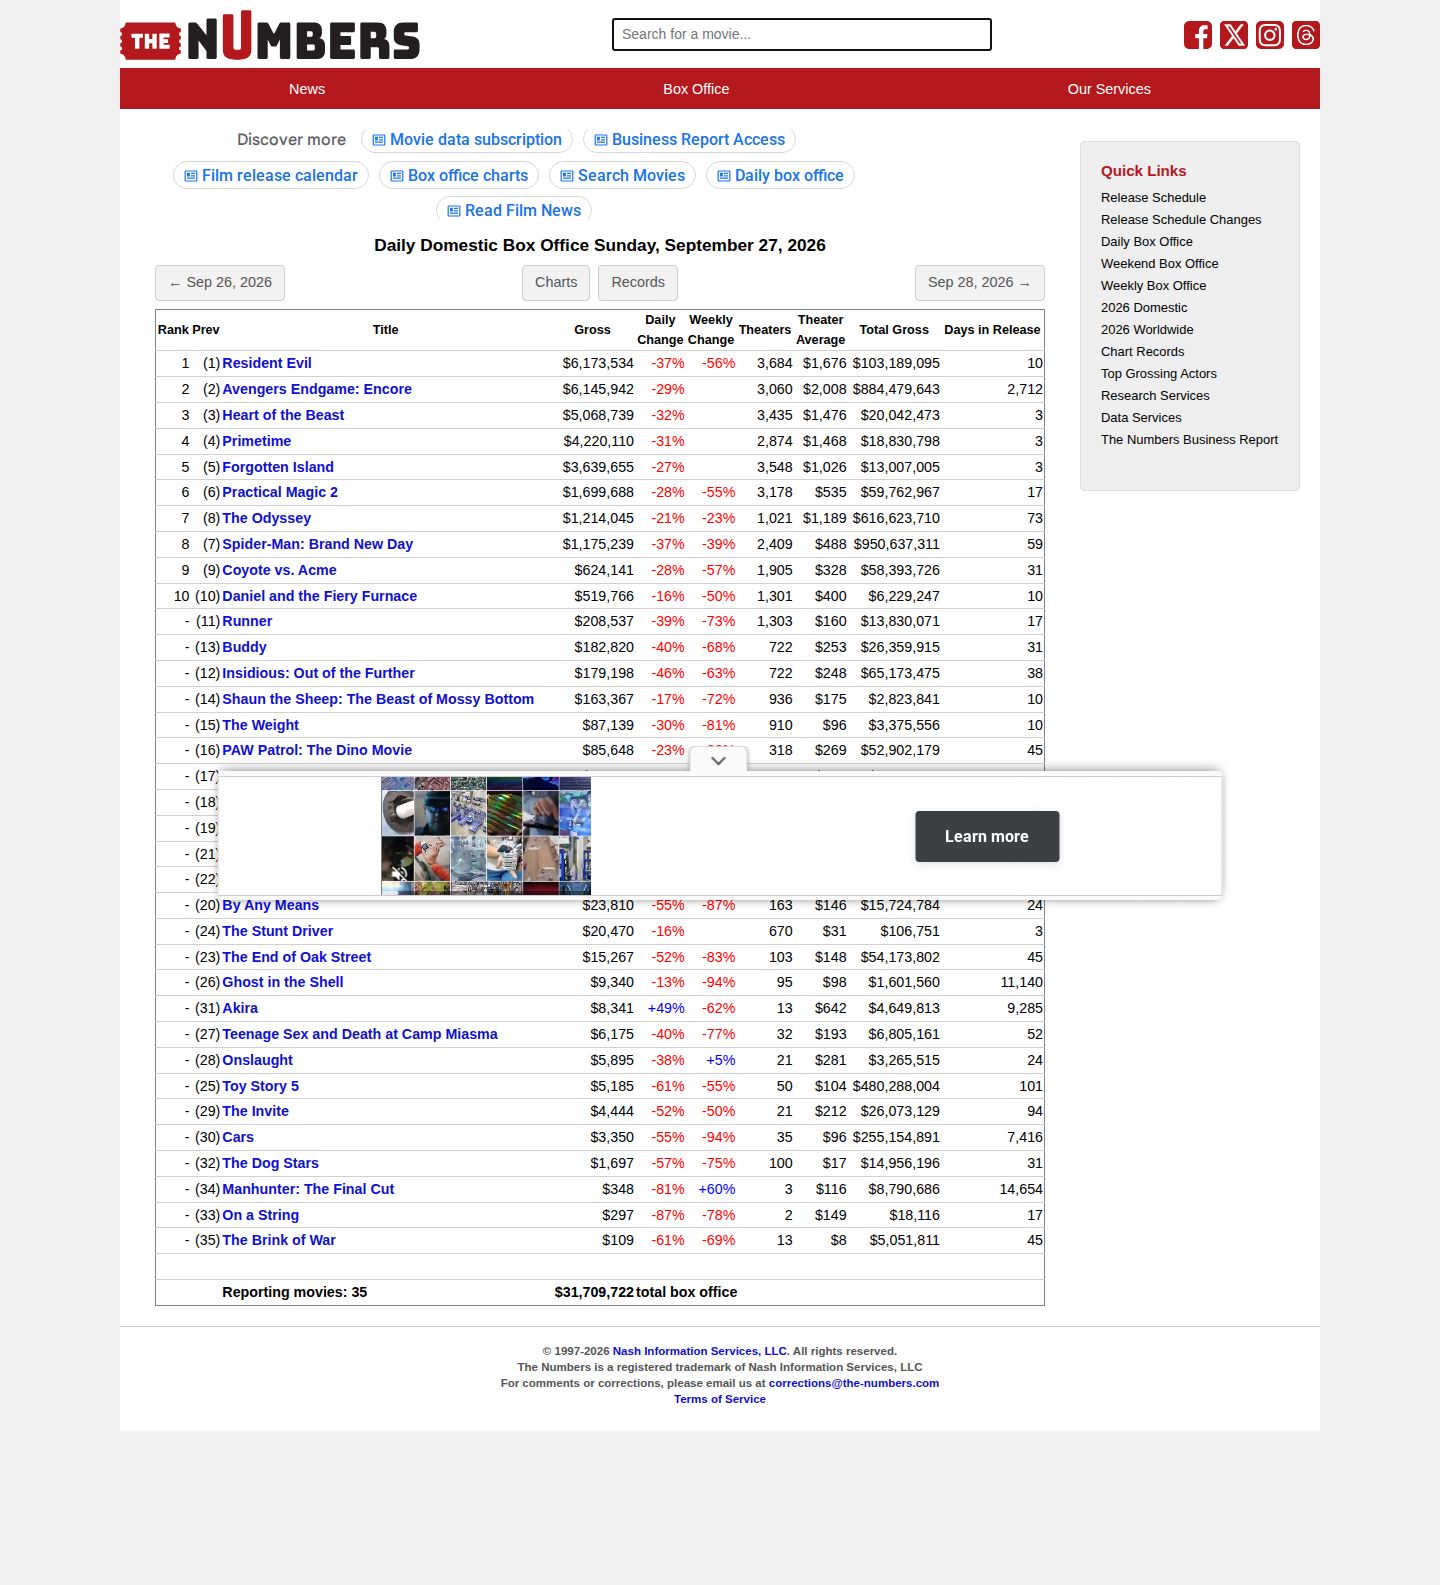 THE NUMBERS
Search for a movie...
News Box Office Our Services
Discover more Movie data subscription Business Report Access
Film release calendar Box office charts Search Movies Daily box office
Read Film News
Quick Links
Release Schedule
Release Schedule Changes
Daily Box Office
Weekend Box Office
Weekly Box Office
2026 Domestic
2026 Worldwide
Chart Records
Top Grossing Actors
Research Services
Data Services
The Numbers Business Report
Daily Domestic Box Office Sunday, September 27, 2026
← Sep 26, 2026 Charts Records Sep 28, 2026 →
Rank Prev Title Gross Daily Change Weekly Change Theaters Theater Average Total Gross Days in Release
1 (1) Resident Evil $6,173,534 -37% -56% 3,684 $1,676 $103,189,095 10
2 (2) Avengers Endgame: Encore $6,145,942 -29% 3,060 $2,008 $884,479,643 2,712
3 (3) Heart of the Beast $5,068,739 -32% 3,435 $1,476 $20,042,473 3
4 (4) Primetime $4,220,110 -31% 2,874 $1,468 $18,830,798 3
5 (5) Forgotten Island $3,639,655 -27% 3,548 $1,026 $13,007,005 3
6 (6) Practical Magic 2 $1,699,688 -28% -55% 3,178 $535 $59,762,967 17
7 (8) The Odyssey $1,214,045 -21% -23% 1,021 $1,189 $616,623,710 73
8 (7) Spider-Man: Brand New Day $1,175,239 -37% -39% 2,409 $488 $950,637,311 59
9 (9) Coyote vs. Acme $624,141 -28% -57% 1,905 $328 $58,393,726 31
10 (10) Daniel and the Fiery Furnace $519,766 -16% -50% 1,301 $400 $6,229,247 10
- (11) Runner $208,537 -39% -73% 1,303 $160 $13,830,071 17
- (13) Buddy $182,820 -40% -68% 722 $253 $26,359,915 31
- (12) Insidious: Out of the Further $179,198 -46% -63% 722 $248 $65,173,475 38
- (14) Shaun the Sheep: The Beast of Mossy Bottom $163,367 -17% -72% 936 $175 $2,823,841 10
- (15) The Weight $87,139 -30% -81% 910 $96 $3,375,556 10
- (16) PAW Patrol: The Dino Movie $85,648 -23% 318 $269 $52,902,179 45
- (17)
- (18)
- (19)
- (21)
- (22)
Learn more
- (20) By Any Means $23,810 -55% -87% 163 $146 $15,724,784 24
- (24) The Stunt Driver $20,470 -16% 670 $31 $106,751 3
- (23) The End of Oak Street $15,267 -52% -83% 103 $148 $54,173,802 45
- (26) Ghost in the Shell $9,340 -13% -94% 95 $98 $1,601,560 11,140
- (31) Akira $8,341 +49% -62% 13 $642 $4,649,813 9,285
- (27) Teenage Sex and Death at Camp Miasma $6,175 -40% -77% 32 $193 $6,805,161 52
- (28) Onslaught $5,895 -38% +5% 21 $281 $3,265,515 24
- (25) Toy Story 5 $5,185 -61% -55% 50 $104 $480,288,004 101
- (29) The Invite $4,444 -52% -50% 21 $212 $26,073,129 94
- (30) Cars $3,350 -55% -94% 35 $96 $255,154,891 7,416
- (32) The Dog Stars $1,697 -57% -75% 100 $17 $14,956,196 31
- (34) Manhunter: The Final Cut $348 -81% +60% 3 $116 $8,790,686 14,654
- (33) On a String $297 -87% -78% 2 $149 $18,116 17
- (35) The Brink of War $109 -61% -69% 13 $8 $5,051,811 45
Reporting movies: 35 $31,709,722 total box office
© 1997-2026 Nash Information Services, LLC. All rights reserved.
The Numbers is a registered trademark of Nash Information Services, LLC
For comments or corrections, please email us at corrections@the-numbers.com
Terms of Service